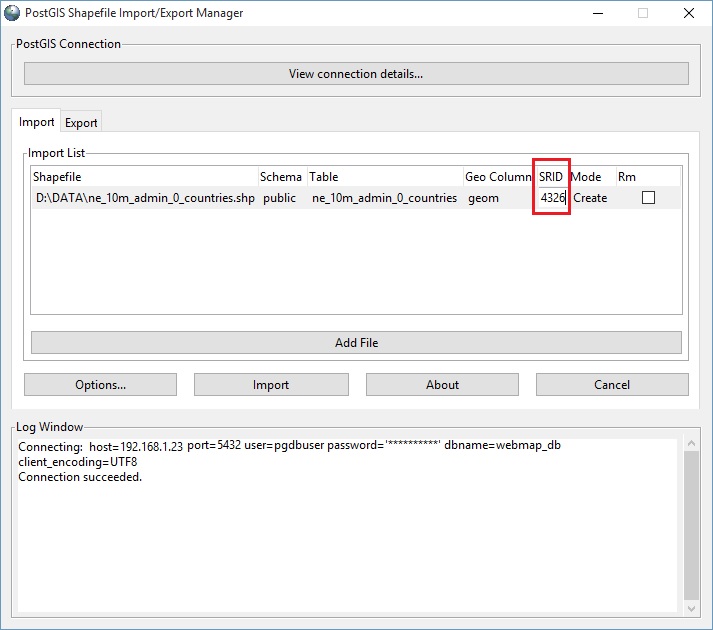 PostGIS Shapefile Import/Export Manager
PostGIS Connection
View connection details...
Import Export
Import List
Shapefile Schema Table Geo Column SRID Mode Rm
D:\DATA\ne_10m_admin_0_countries.shp public ne_10m_admin_0_countries geom 4326 Create
Add File
Options... Import About Cancel
Log Window
Connecting: host=192.168.1.23 port=5432 user=pgdbuser password='**********' dbname=webmap_db
client_encoding=UTF8
Connection succeeded.